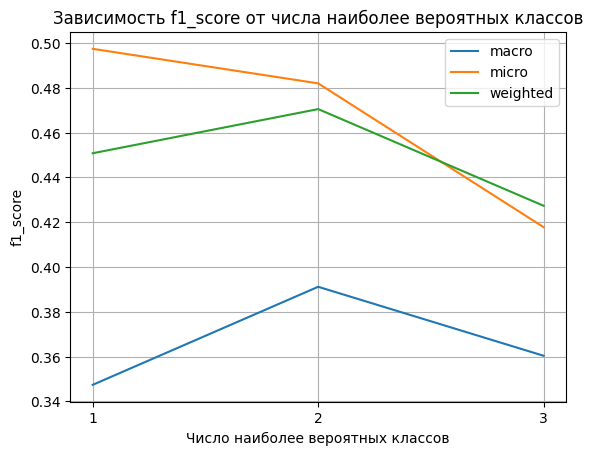 Зависимость f1_score от числа наиболее вероятных классов
0.50
0.48
0.46
0.44
0.42
0.40
0.38
0.36
0.34
f1_score
macro
micro
weighted
1 2 3
Число наиболее вероятных классов